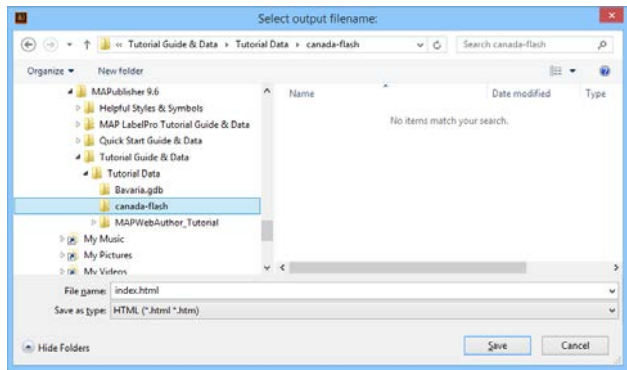 Select output filename:
« Tutorial Guide & Data ▸ Tutorial Data ▸ canada-flash
Search canada-flash
Organize ▾ New folder
MAPublisher 9.6
Helpful Styles & Symbols
MAP LabelPro Tutorial Guide & Data
Quick Start Guide & Data
Tutorial Guide & Data
Tutorial Data
Bavaria.gdb
canada-flash
MAPWebAuthor_Tutorial
My Music
My Pictures
My Videos
Name Date modified Type
No items match your search.
File name: index.html
Save as type: HTML (*.html *.htm)
Hide Folders Save Cancel